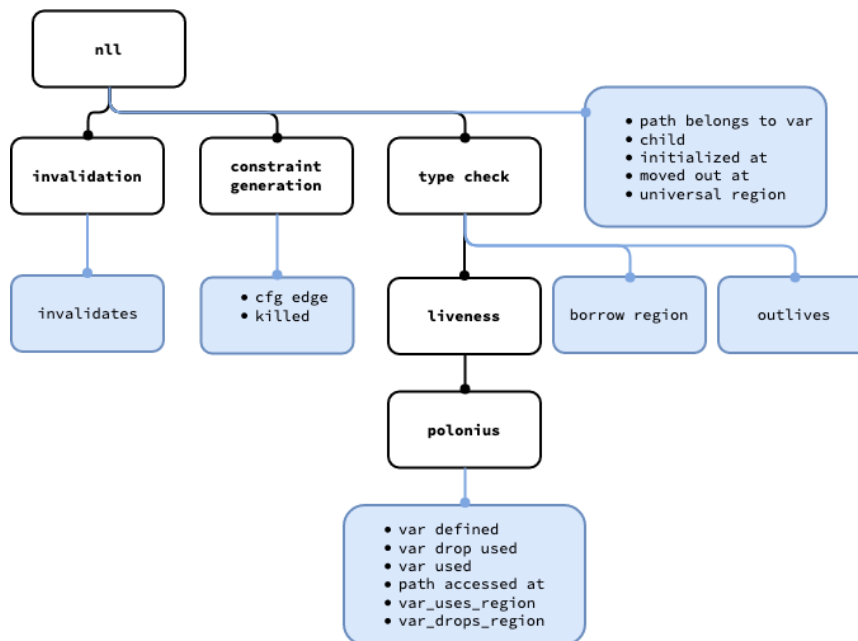 nll
• path belongs to var
• child
• initialized at
• moved out at
• universal region
invalidation
constraint
generation
type check
invalidates
• cfg edge
• killed
liveness
borrow region
outlives
polonius
• var defined
• var drop used
• var used
• path accessed at
• var_uses_region
• var_drops_region